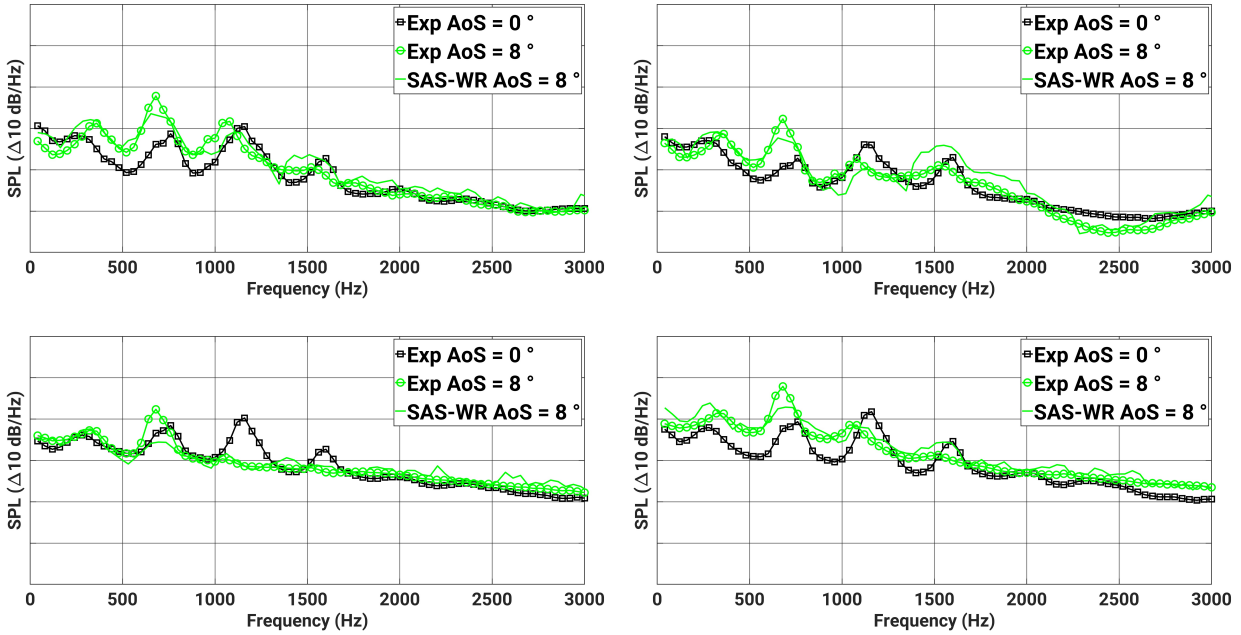 Exp AoS = 0 °
Exp AoS = 8 °
SAS-WR AoS = 8 °
SPL (△10 dB/Hz)
0 500 1000 1500 2000 2500 3000
Frequency (Hz)
Exp AoS = 0 °
Exp AoS = 8 °
SAS-WR AoS = 8 °
SPL (△10 dB/Hz)
0 500 1000 1500 2000 2500 3000
Frequency (Hz)
Exp AoS = 0 °
Exp AoS = 8 °
SAS-WR AoS = 8 °
SPL (△10 dB/Hz)
0 500 1000 1500 2000 2500 3000
Frequency (Hz)
Exp AoS = 0 °
Exp AoS = 8 °
SAS-WR AoS = 8 °
SPL (△10 dB/Hz)
0 500 1000 1500 2000 2500 3000
Frequency (Hz)